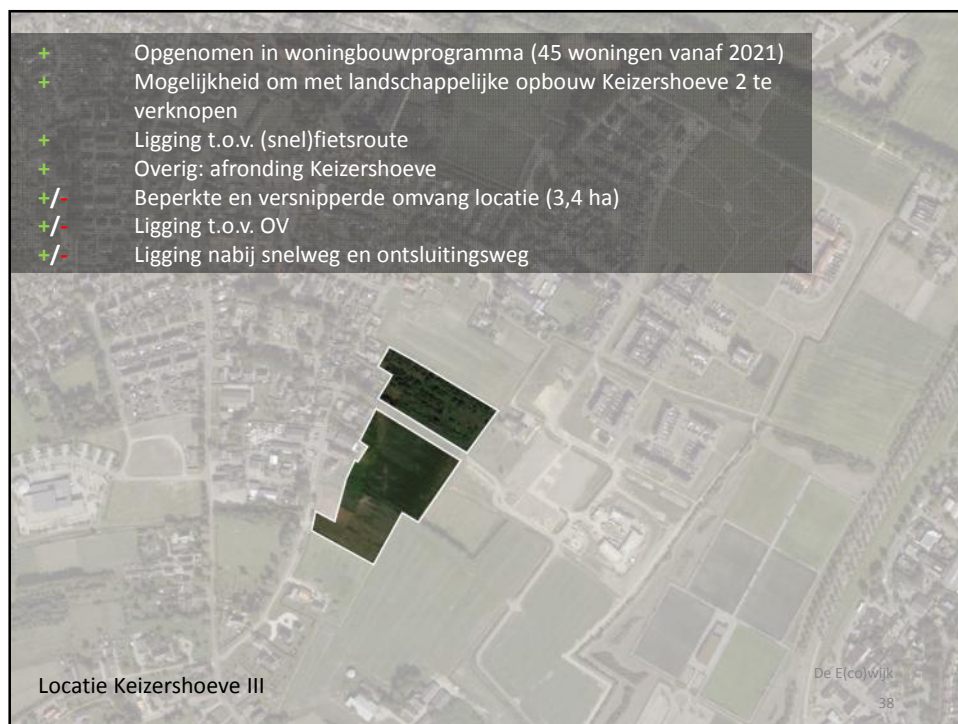 + Opgenomen in woningbouwprogramma (45 woningen vanaf 2021)
+ Mogelijkheid om met landschappelijke opbouw Keizershoeve 2 te
verknopen
+ Ligging t.o.v. (snel)fietsroute
+ Overig: afronding Keizershoeve
+/- Beperkte en versnipperde omvang locatie (3,4 ha)
+/- Ligging t.o.v. OV
+/- Ligging nabij snelweg en ontsluitingsweg
Locatie Keizershoeve III
De E(co)wijk
38